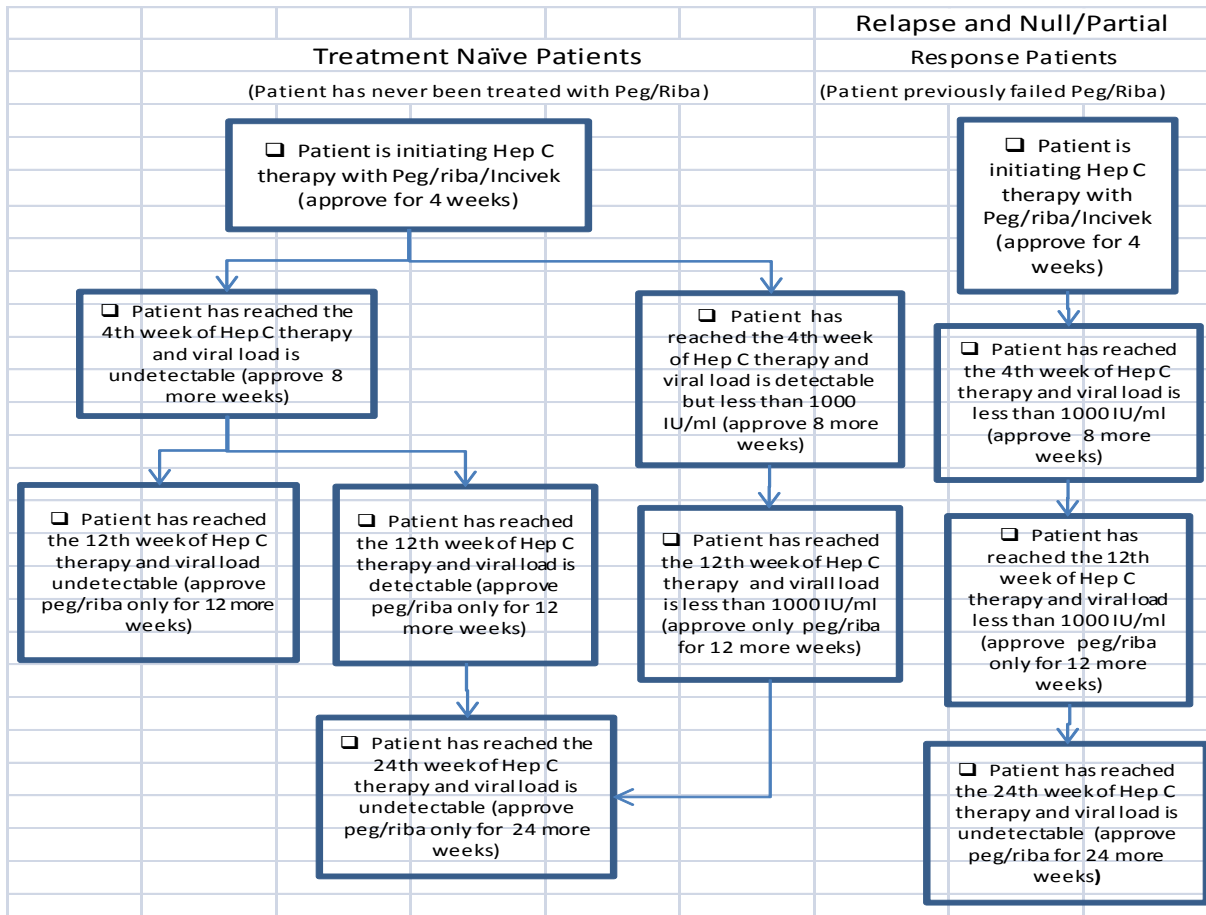 Treatment Naïve Patients
(Patient has never been treated with Peg/Riba)
Relapse and Null/Partial
Response Patients
(Patient previously failed Peg/Riba)
❑ Patient is initiating Hep C
therapy with Peg/riba/Incivek
(approve for 4 weeks)
❑ Patient is
initiating Hep C
therapy with
Peg/riba/Incivek
(approve for 4
weeks)
❑ Patient has reached the
4th week of Hep C therapy
and viral load is
undetectable (approve 8
more weeks)
❑ Patient has
reached the 4th week
of Hep C therapy and
viral load is detectable
but less than 1000
IU/ml (approve 8 more
weeks)
❑ Patient has reached
the 4th week of Hep C
therapy and viral load is
less than 1000 IU/ml
(approve 8 more
weeks)
❑ Patient has reached
the 12th week of Hep C
therapy and viral load
undetectable (approve
peg/riba only for 12 more
weeks)
❑ Patient has reached
the 12th week of Hep C
therapy and viral load is
detectable (approve
peg/riba only for 12
more weeks)
❑ Patient has reached
the 12th week of Hep C
therapy and virall load
is less than 1000 IU/ml
(approve only peg/riba
for 12 more weeks)
❑ Patient has
reached the 12th
week of Hep C
therapy and viral load
less than 1000 IU/ml
(approve peg/riba
only for 12 more
weeks)
❑ Patient has reached the
24th week of Hep C
therapy and viral load is
undetectable (approve
peg/riba only for 24 more
weeks)
❑ Patient has reached
the 24th week of Hep C
therapy and viral load is
undetectable (approve
peg/riba for 24 more
weeks)